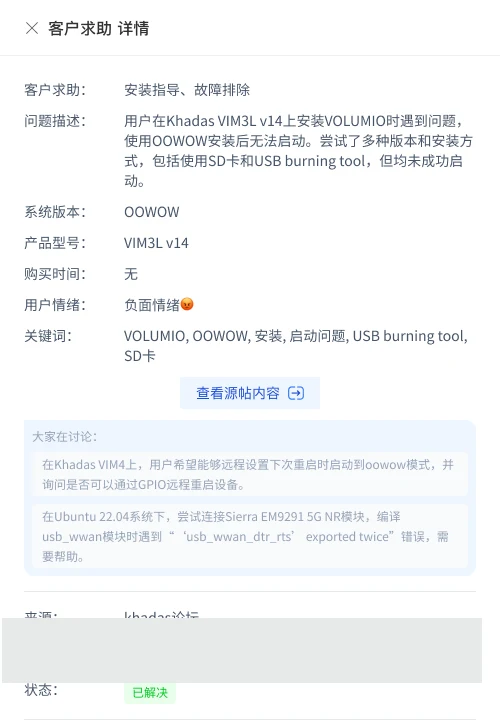 客户求助 详情
客户求助： 安装指导、故障排除
问题描述： 用户在Khadas VIM3L v14上安装VOLUMIO时遇到问题，
使用OOWOW安装后无法启动。尝试了多种版本和安装方
式，包括使用SD卡和USB burning tool，但均未成功启
动。
系统版本： OOWOW
产品型号： VIM3L v14
购买时间： 无
用户情绪： 负面情绪😡
关键词： VOLUMIO, OOWOW, 安装, 启动问题, USB burning tool,
SD卡
查看源帖内容
大家在讨论：
在Khadas VIM4上，用户希望能够远程设置下次重启时启动到oowow模式，并
询问是否可以通过GPIO远程重启设备。
在Ubuntu 22.04系统下，尝试连接Sierra EM9291 5G NR模块，编译
usb_wwan模块时遇到“‘usb_wwan_dtr_rts’ exported twice”错误，需
要帮助。
来源： khadas论坛
状态： 已解决